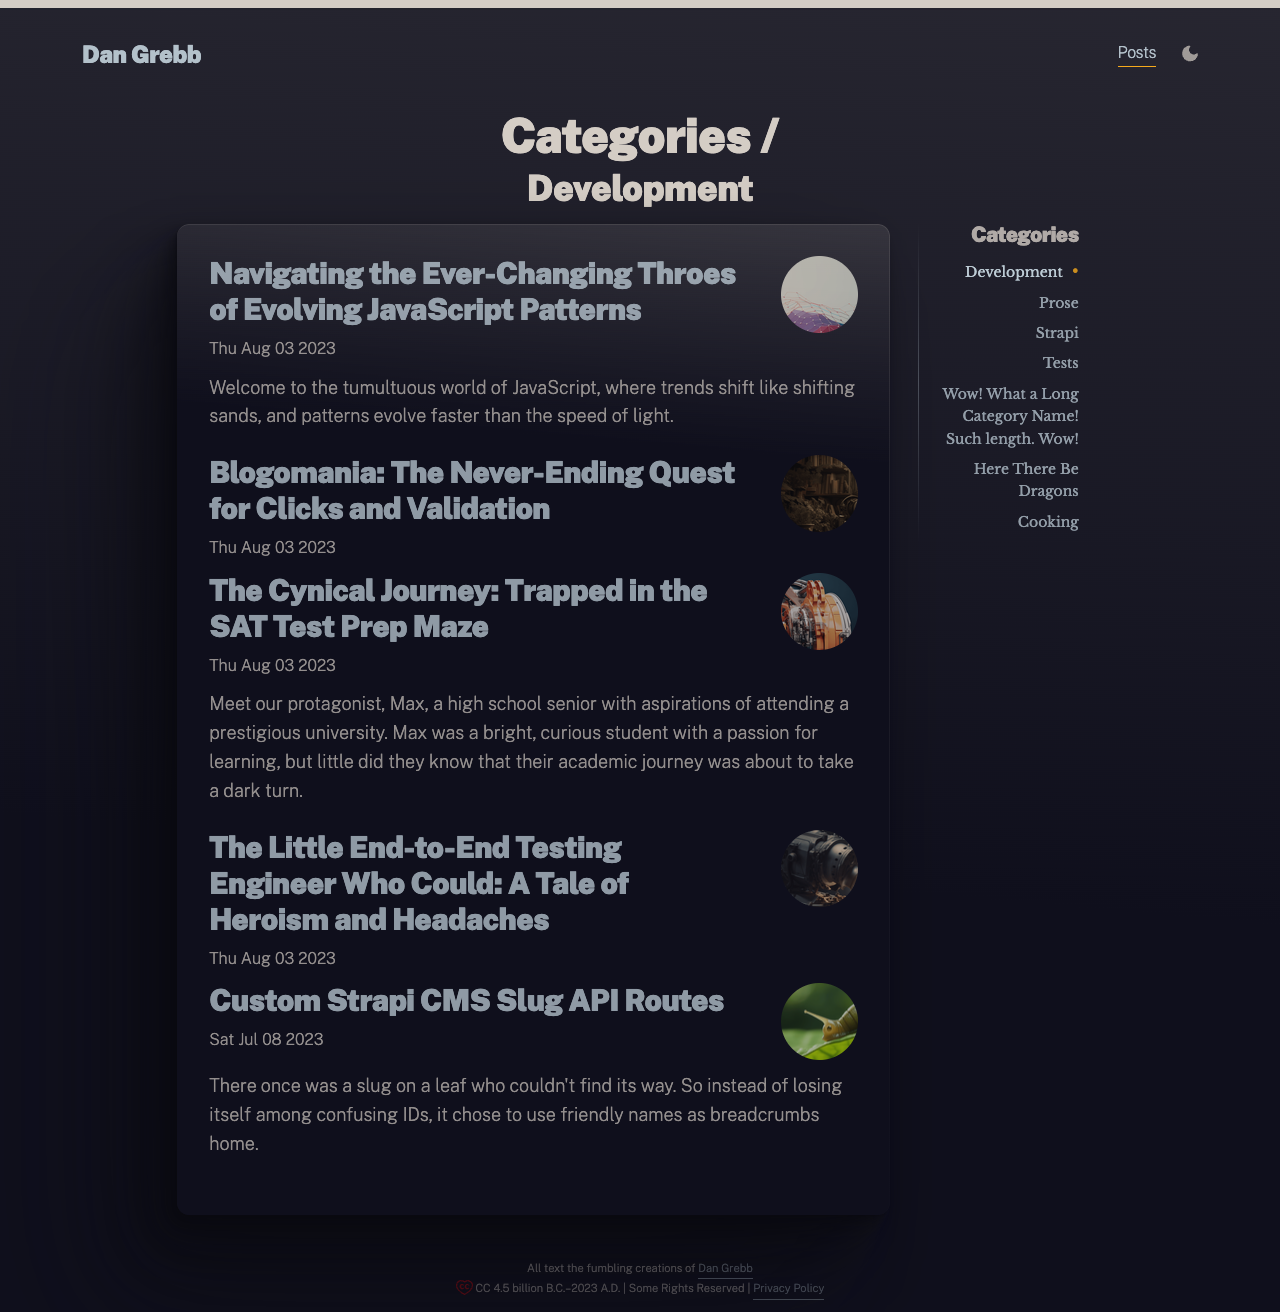 Dan Grebb
Posts
Categories /
Development
Navigating the Ever-Changing Throes
of Evolving JavaScript Patterns
Thu Aug 03 2023
Welcome to the tumultuous world of JavaScript, where trends shift like shifting
sands, and patterns evolve faster than the speed of light.
Blogomania: The Never-Ending Quest
for Clicks and Validation
Thu Aug 03 2023
The Cynical Journey: Trapped in the
SAT Test Prep Maze
Thu Aug 03 2023
Meet our protagonist, Max, a high school senior with aspirations of attending a
prestigious university. Max was a bright, curious student with a passion for
learning, but little did they know that their academic journey was about to take
a dark turn.
The Little End-to-End Testing
Engineer Who Could: A Tale of
Heroism and Headaches
Thu Aug 03 2023
Custom Strapi CMS Slug API Routes
Sat Jul 08 2023
There once was a slug on a leaf who couldn't find its way. So instead of losing
itself among confusing IDs, it chose to use friendly names as breadcrumbs
home.
Categories
Development •
Prose
Strapi
Tests
Wow! What a Long
Category Name!
Such length. Wow!
Here There Be
Dragons
Cooking
All text the fumbling creations of Dan Grebb
CC 4.5 billion B.C.–2023 A.D. | Some Rights Reserved | Privacy Policy